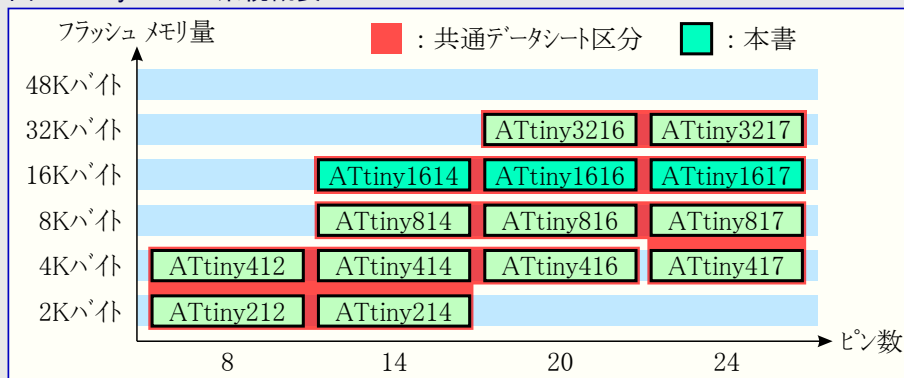 フラッシュ メモリ量
：共通データシート区分
：本書
48Kバイト
32Kバイト ATtiny3216 ATtiny3217
16Kバイト ATtiny1614 ATtiny1616 ATtiny1617
8Kバイト ATtiny814 ATtiny816 ATtiny817
4Kバイト ATtiny412 ATtiny414 ATtiny416 ATtiny417
2Kバイト ATtiny212 ATtiny214
8 14 20 24
ピン数